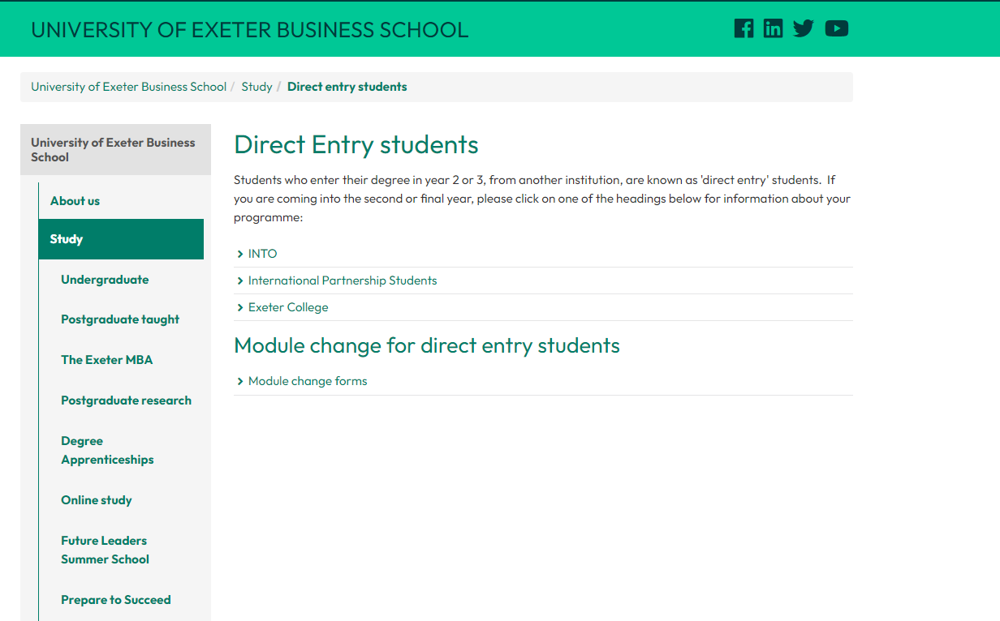 UNIVERSITY OF EXETER BUSINESS SCHOOL
University of Exeter Business School / Study / Direct entry students
University of Exeter Business
School
About us
Study
Undergraduate
Postgraduate taught
The Exeter MBA
Postgraduate research
Degree
Apprenticeships
Online study
Future Leaders
Summer School
Prepare to Succeed
Direct Entry students
Students who enter their degree in year 2 or 3, from another institution, are known as 'direct entry' students.  If
you are coming into the second or final year, please click on one of the headings below for information about your
programme:
INTO
International Partnership Students
Exeter College
Module change for direct entry students
Module change forms